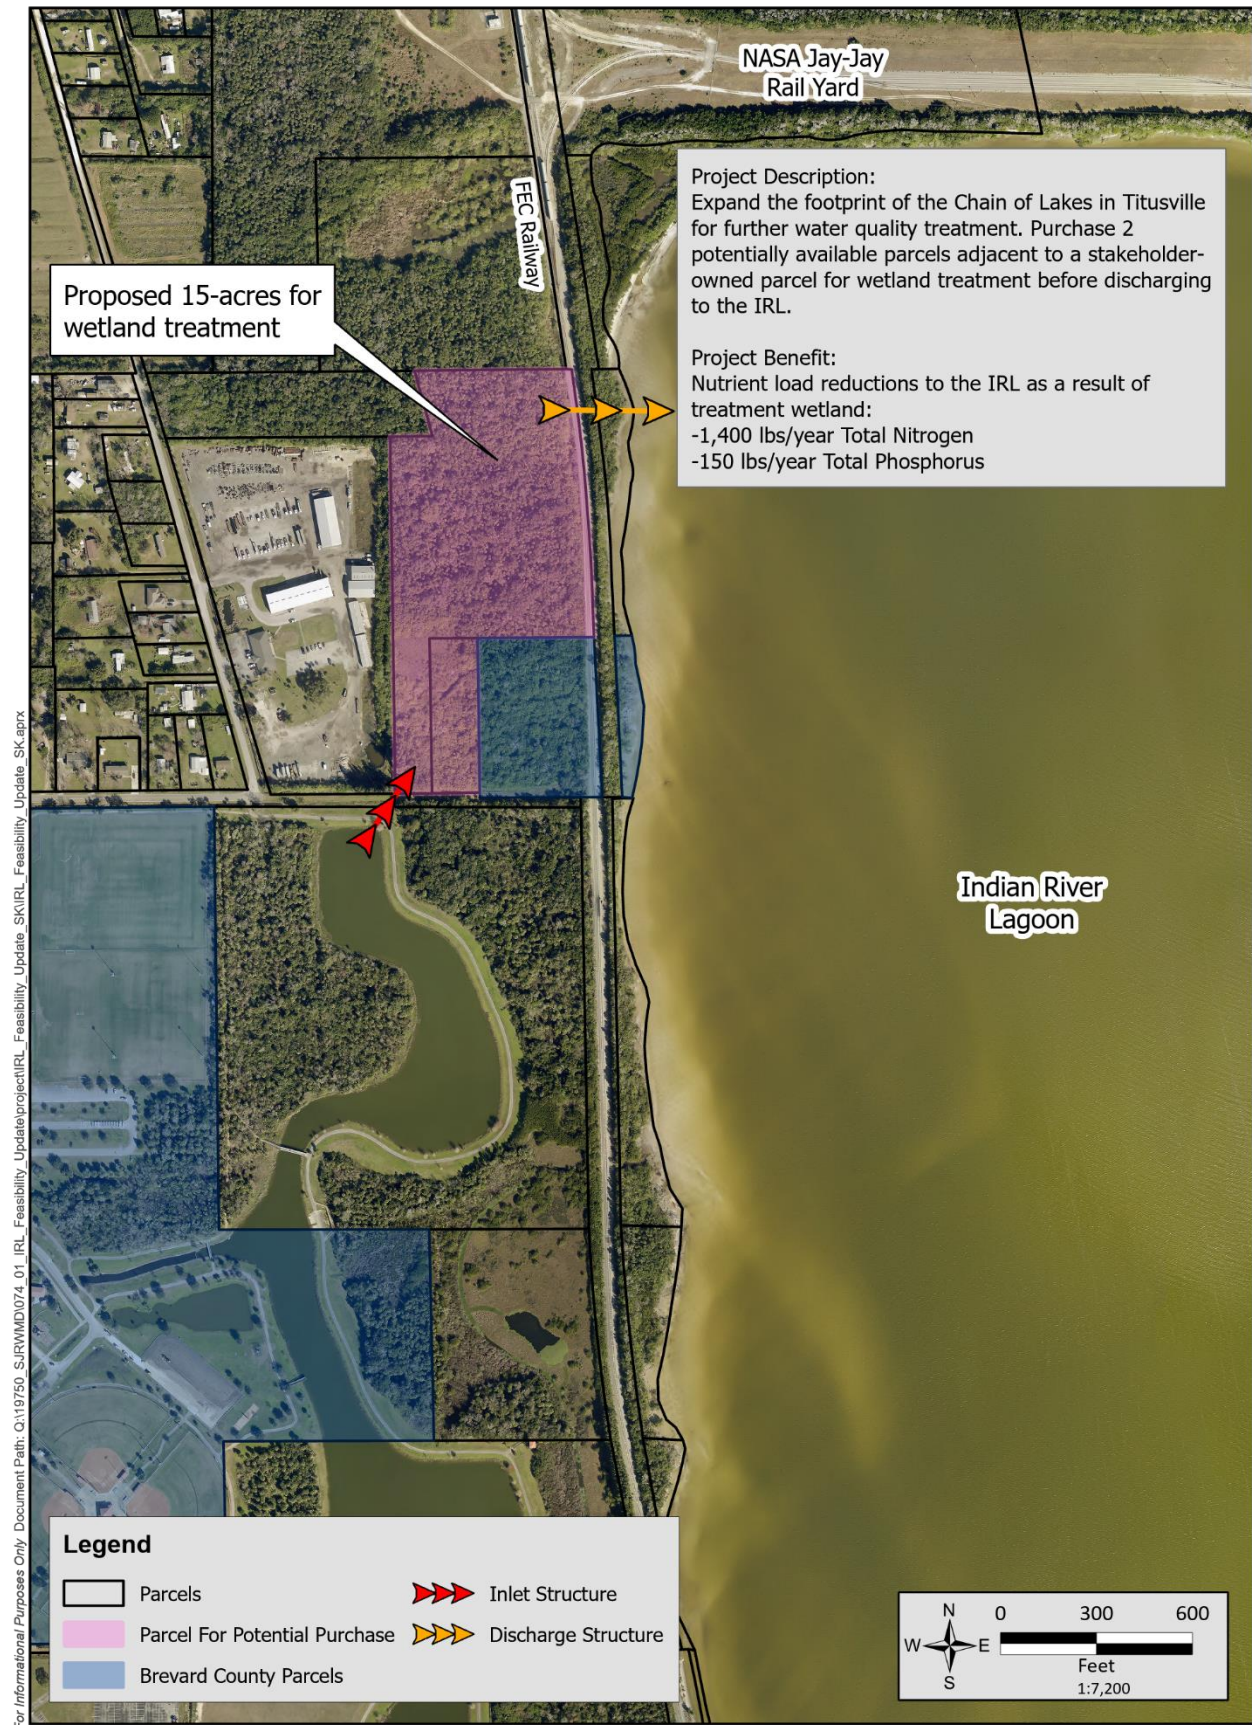 NASA Jay-Jay
Rail Yard
FEC Railway
Project Description:
Expand the footprint of the Chain of Lakes in Titusville
for further water quality treatment. Purchase 2
potentially available parcels adjacent to a stakeholder-
owned parcel for wetland treatment before discharging
to the IRL.
Project Benefit:
Nutrient load reductions to the IRL as a result of
treatment wetland:
-1,400 lbs/year Total Nitrogen
-150 lbs/year Total Phosphorus
Proposed 15-acres for
wetland treatment
Indian River
Lagoon
For Informational Purposes Only Document Path: Q:\19750_SJRWMD\074_01_IRL_Feasibility_Update\project\IRL_Feasibility_Update_SK\IRL_Feasibility_Update_SK.aprx
Legend
Parcels
Parcel For Potential Purchase
Brevard County Parcels
Inlet Structure
Discharge Structure
N
W E
S
0 300 600
Feet
1:7,200